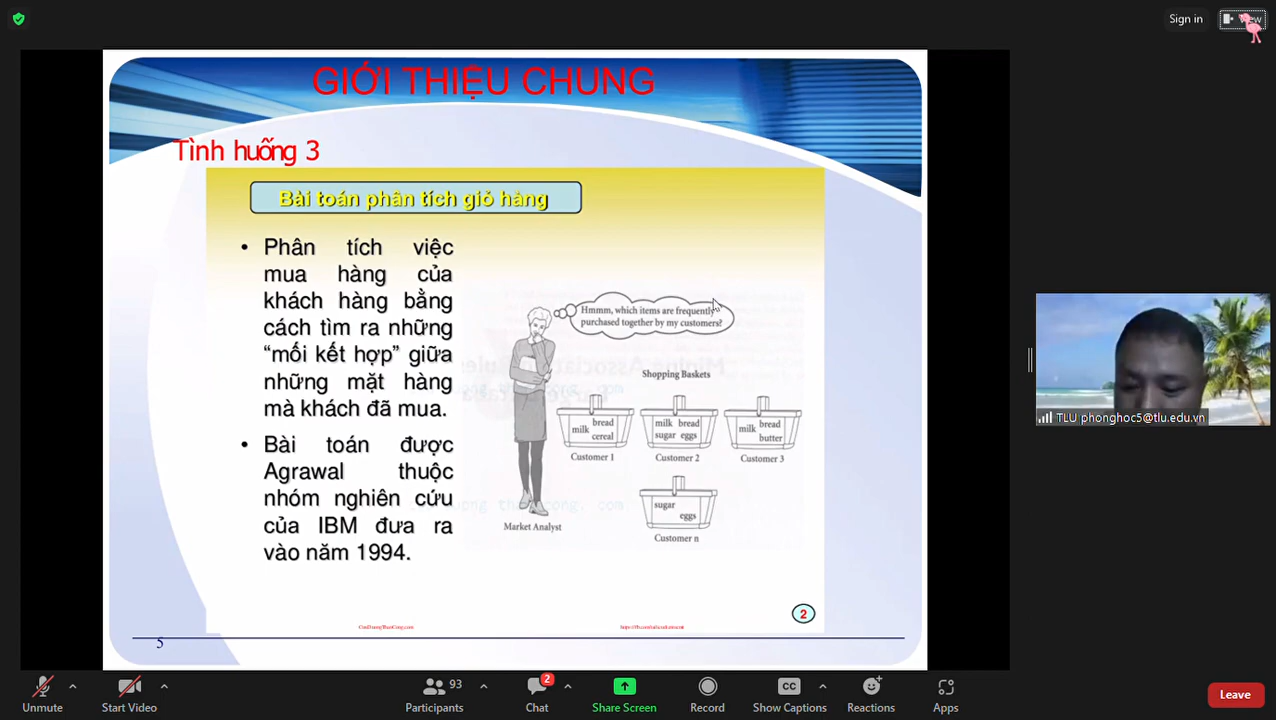 Sign in
View
GIỚI THIỆU CHUNG
Tình huống 3
Bài toán phân tích giỏ hàng
• Phân tích việc
mua hàng của
khách hàng bằng
cách tìm ra những
“mối kết hợp” giữa
những mặt hàng
mà khách đã mua.
• Bài toán được
Agrawal thuộc
nhóm nghiên cứu
của IBM đưa ra
vào năm 1994.
Hmmm, which items are frequently
purchased together by my customers?
Shopping Baskets
bread
milk
cereal
Customer 1
milk bread
sugar eggs
Customer 2
milk bread
butter
Customer 3
sugar
eggs
Customer n
Market Analyst
2
CuuDuongThanCong.com
5
TLU phonghoc5@tlu.edu.vn
Unmute
Start Video
93
Participants
2
Chat
Share Screen
Record
CC
Show Captions
Reactions
Apps
Leave